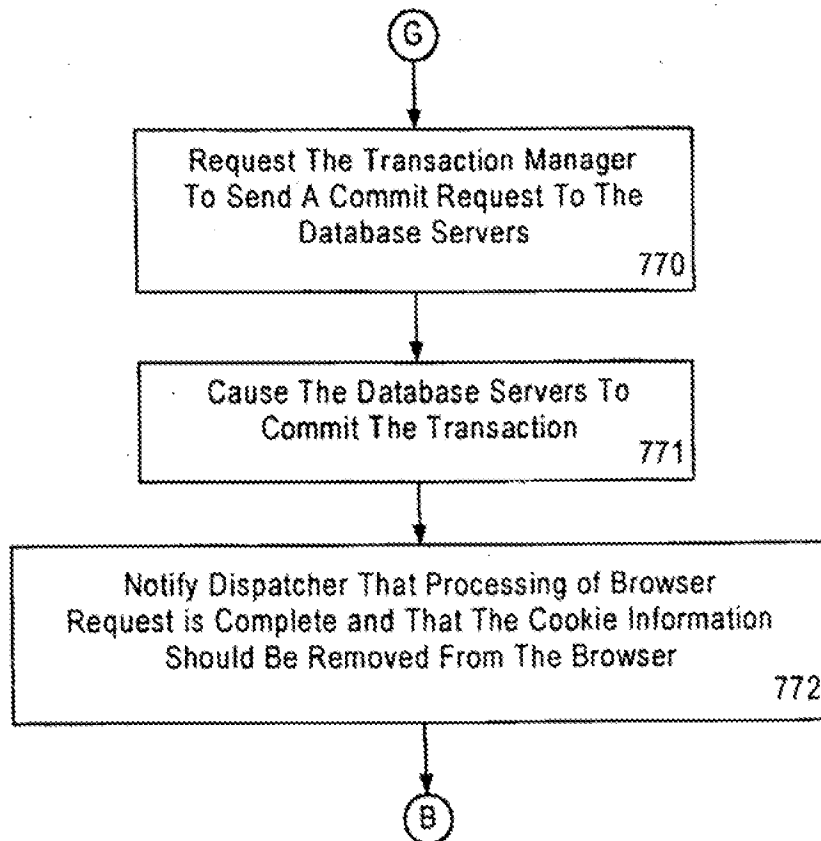 G
Request The Transaction Manager
To Send A Commit Request To The
Database Servers
770
Cause The Database Servers To
Commit The Transaction
771
Notify Dispatcher That Processing of Browser
Request is Complete and That The Cookie Information
Should Be Removed From The Browser
772
B